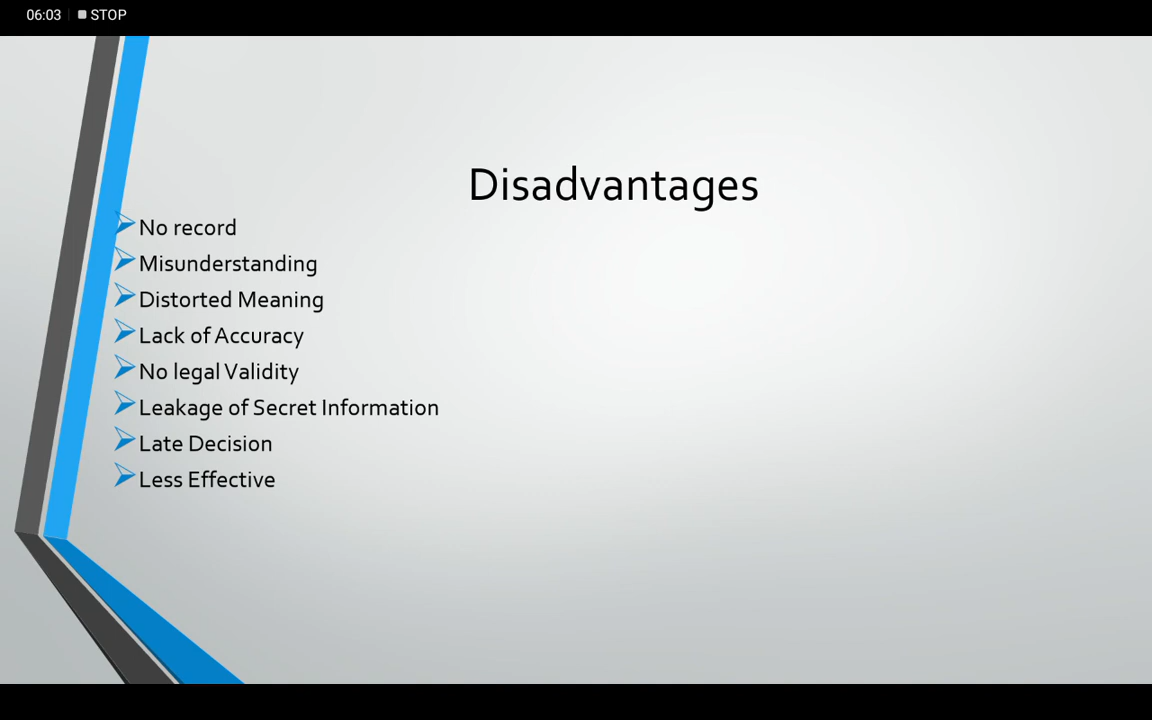 06:03 STOP
Disadvantages
No record
Misunderstanding
Distorted Meaning
Lack of Accuracy
No legal Validity
Leakage of Secret Information
Late Decision
Less Effective